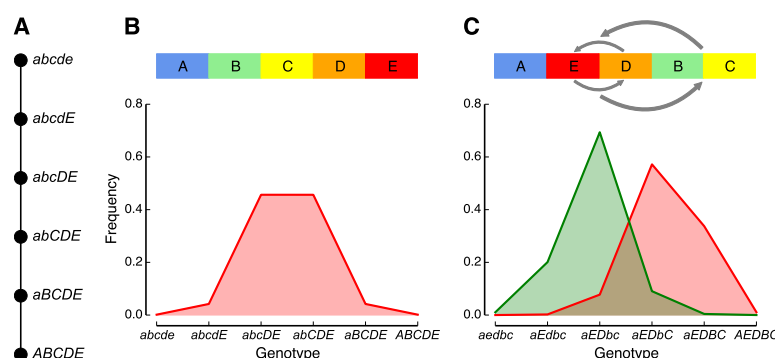 A
abcde
abcdE
abcDE
abCDE
aBCDE
ABCDE
B
A B C D E
Frequency
0.8
0.6
0.4
0.2
0.0
abcde abcdE abcDE abCDE aBCDE ABCDE
Genotype
C
A E D B C
0.8
0.6
0.4
0.2
0.0
aedbc aEdbc aEDbc aEDbC aEDBC AEDBC
Genotype